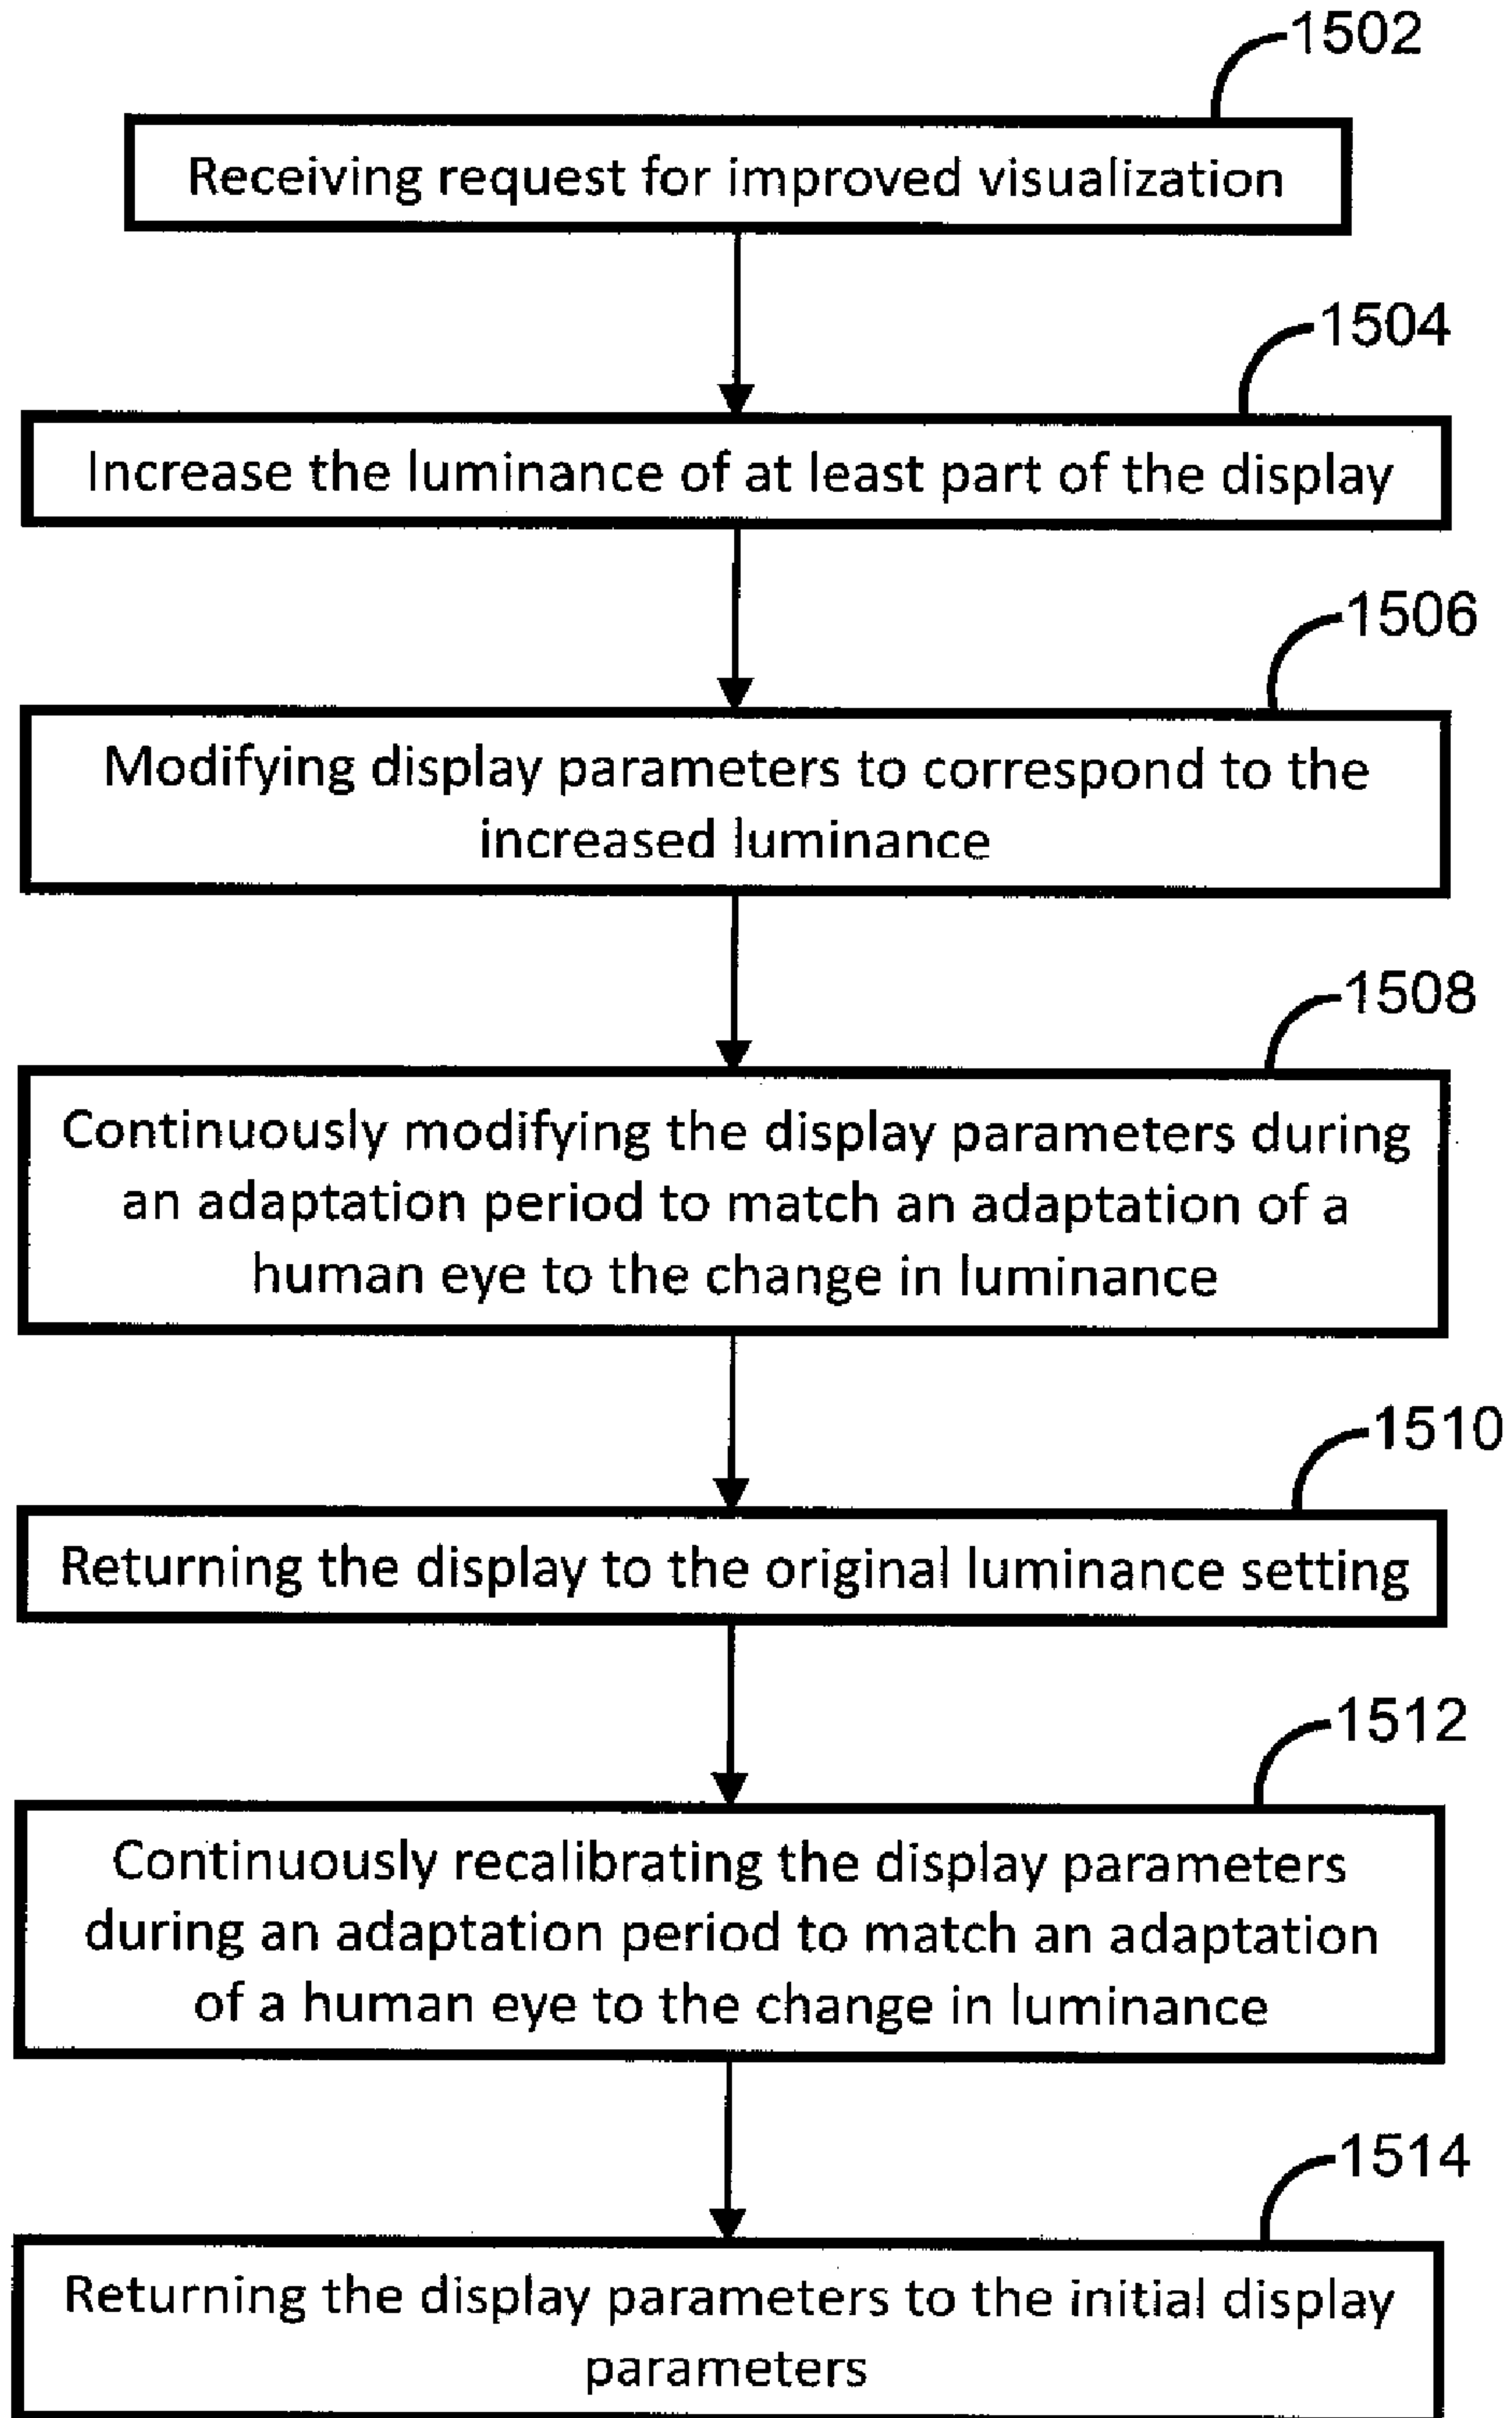 1502
Receiving request for improved visualization
1504
Increase the luminance of at least part of the display
1506
Modifying display parameters to correspond to the
increased luminance
1508
Continuously modifying the display parameters during
an adaptation period to match an adaptation of a
human eye to the change in luminance
1510
Returning the display to the original luminance setting
1512
Continuously recalibrating the display parameters
during an adaptation period to match an adaptation
of a human eye to the change in luminance
1514
Returning the display parameters to the initial display
parameters